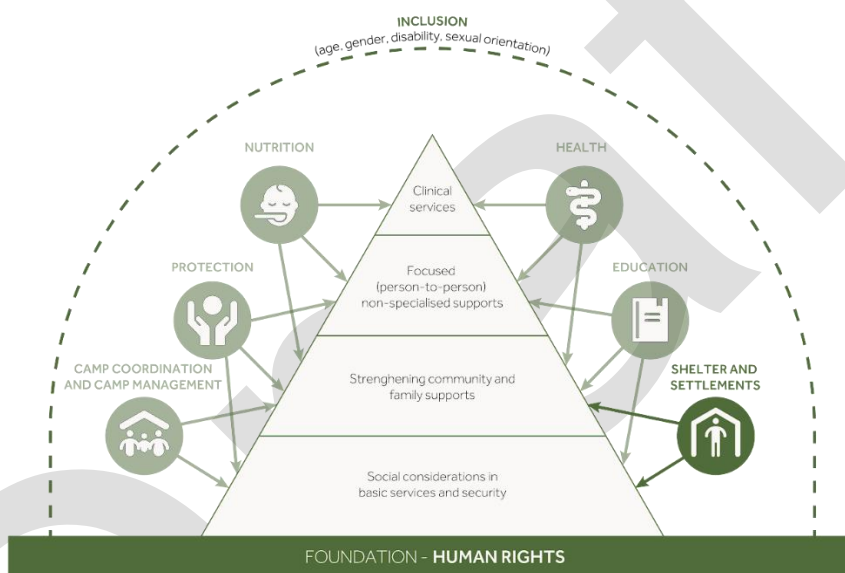 INCLUSION
(age, gender, disability, sexual orientation)
NUTRITION
HEALTH
Clinical
services
PROTECTION
EDUCATION
Focused
(person-to-person)
non-specialised supports
CAMP COORDINATION
AND CAMP MANAGEMENT
SHELTER AND
SETTLEMENTS
Strengthening community and
family supports
Social considerations in
basic services and security
FOUNDATION - HUMAN RIGHTS